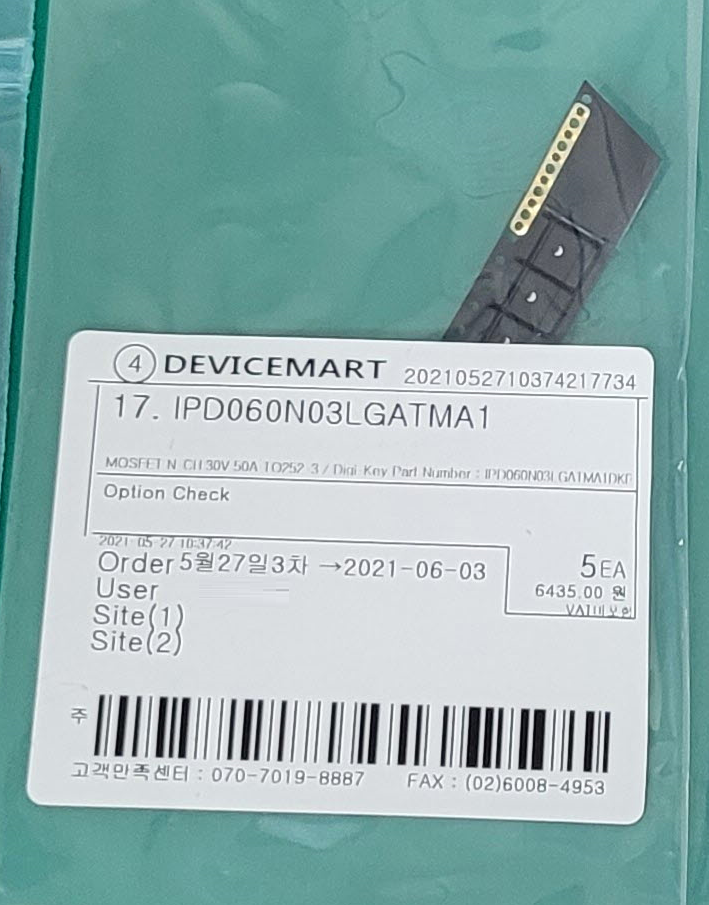 ④ DEVICEMART 2021052710374217734
17. IPD060N03LGATMA1
MOSFET N-CH 30V 50A TO252-3 / Digi-Key Part Number : IPD060N03LGATMA1DKR
Option Check
2021-05-27 10:37:42
Order 5월27일3차 →2021-06-03
5EA
User
6435.00 원
Site(1)
Site(2)
주
고객만족센터 : 070-7019-8887 FAX : (02)6008-4953